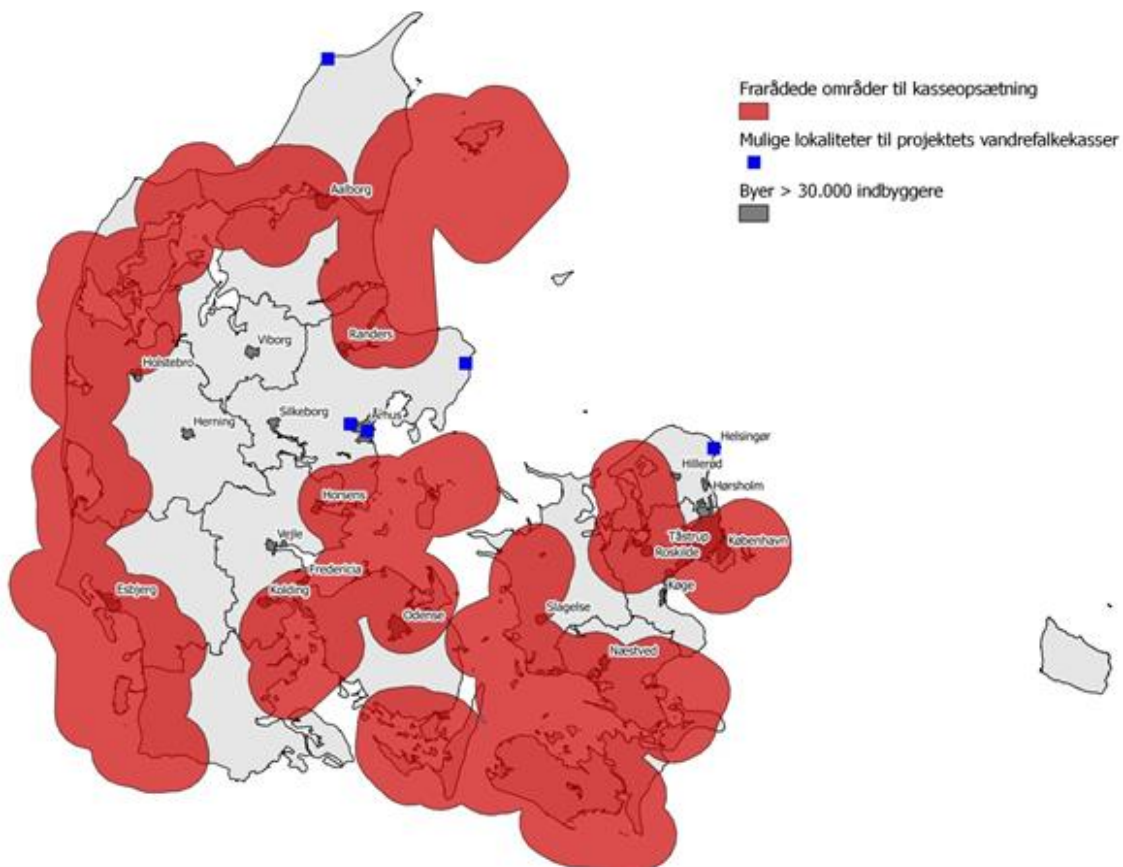 Frarådede områder til kasseopsætning
Mulige lokaliteter til projektets vandrefalkekasser
Byer > 30.000 indbyggere
Aalborg
Randers
Viborg
Holstebro
Herning
Silkeborg
Århus
Helsingør
Hillerød
Hørsholm
Horsens
Vejle
Tåstrup
København
Roskilde
Fredericia
Kolding
Esbjerg
Odense
Køge
Slagelse
Næstved